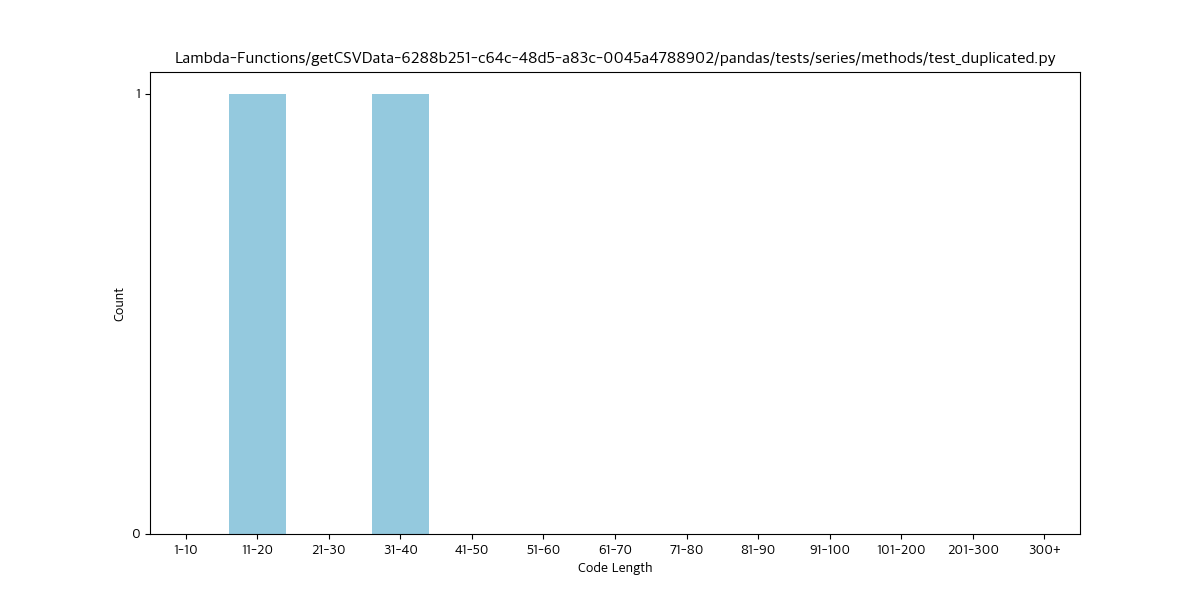 Lambda-Functions/getCSVData-6288b251-c64c-48d5-a83c-0045a4788902/pandas/tests/series/methods/test_duplicated.py
1
Count
0
1-10 11-20 21-30 31-40 41-50 51-60 61-70 71-80 81-90 91-100 101-200 201-300 300+
Code Length